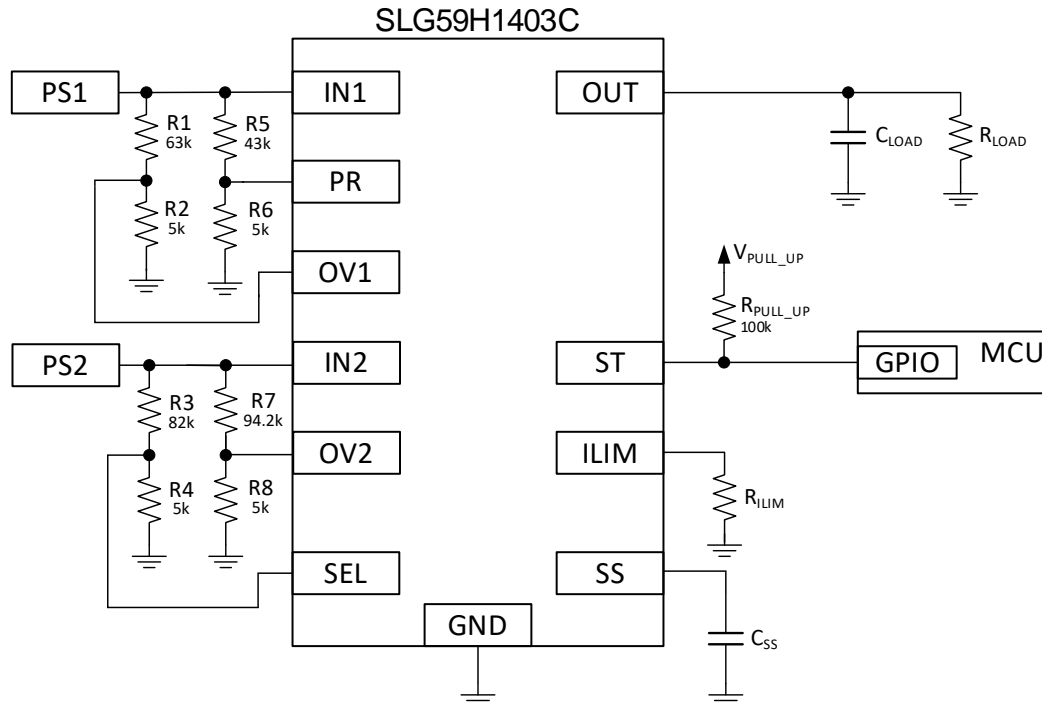 SLG59H1403C
PS1
R1
63k
R5
43k
IN1
OUT
C_LOAD
R_LOAD
R2
5k
R6
5k
PR
OV1
V_PULL_UP
R_PULL_UP
100k
PS2
R3
82k
R7
94.2k
IN2
ST
GPIO
MCU
R4
5k
R8
5k
OV2
ILIM
R_ILIM
SEL
SS
C_SS
GND